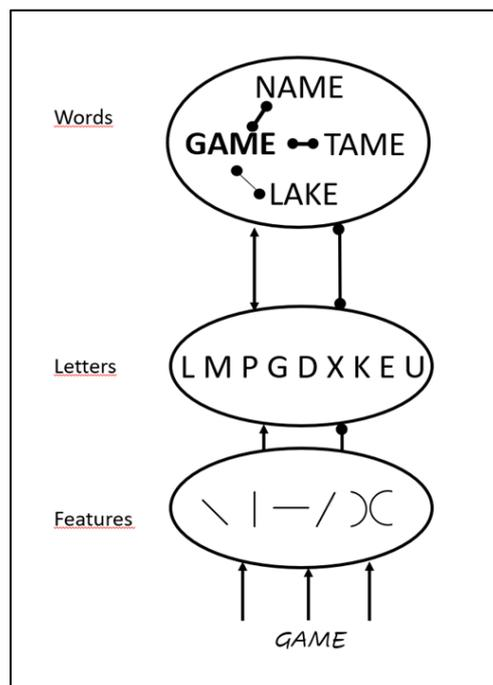 NAME
Words
GAME TAME
LAKE
Letters
L M P G D X K E U
Features
GAME